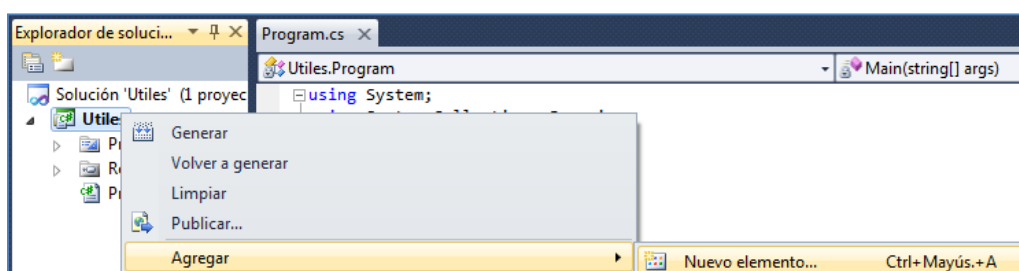 Explorador de soluci...
Program.cs
Utiles.Program
Main(string[] args)
Solución 'Utiles' (1 proyec
using System;
Utiles
Generar
Volver a generar
Limpiar
Publicar...
Agregar
Nuevo elemento... Ctrl+Mayús.+A